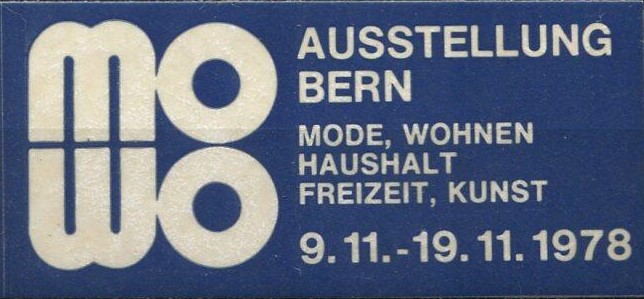 mo
wo
AUSSTELLUNG
BERN
MODE, WOHNEN
HAUSHALT
FREIZEIT, KUNST
9.11.-19.11.1978